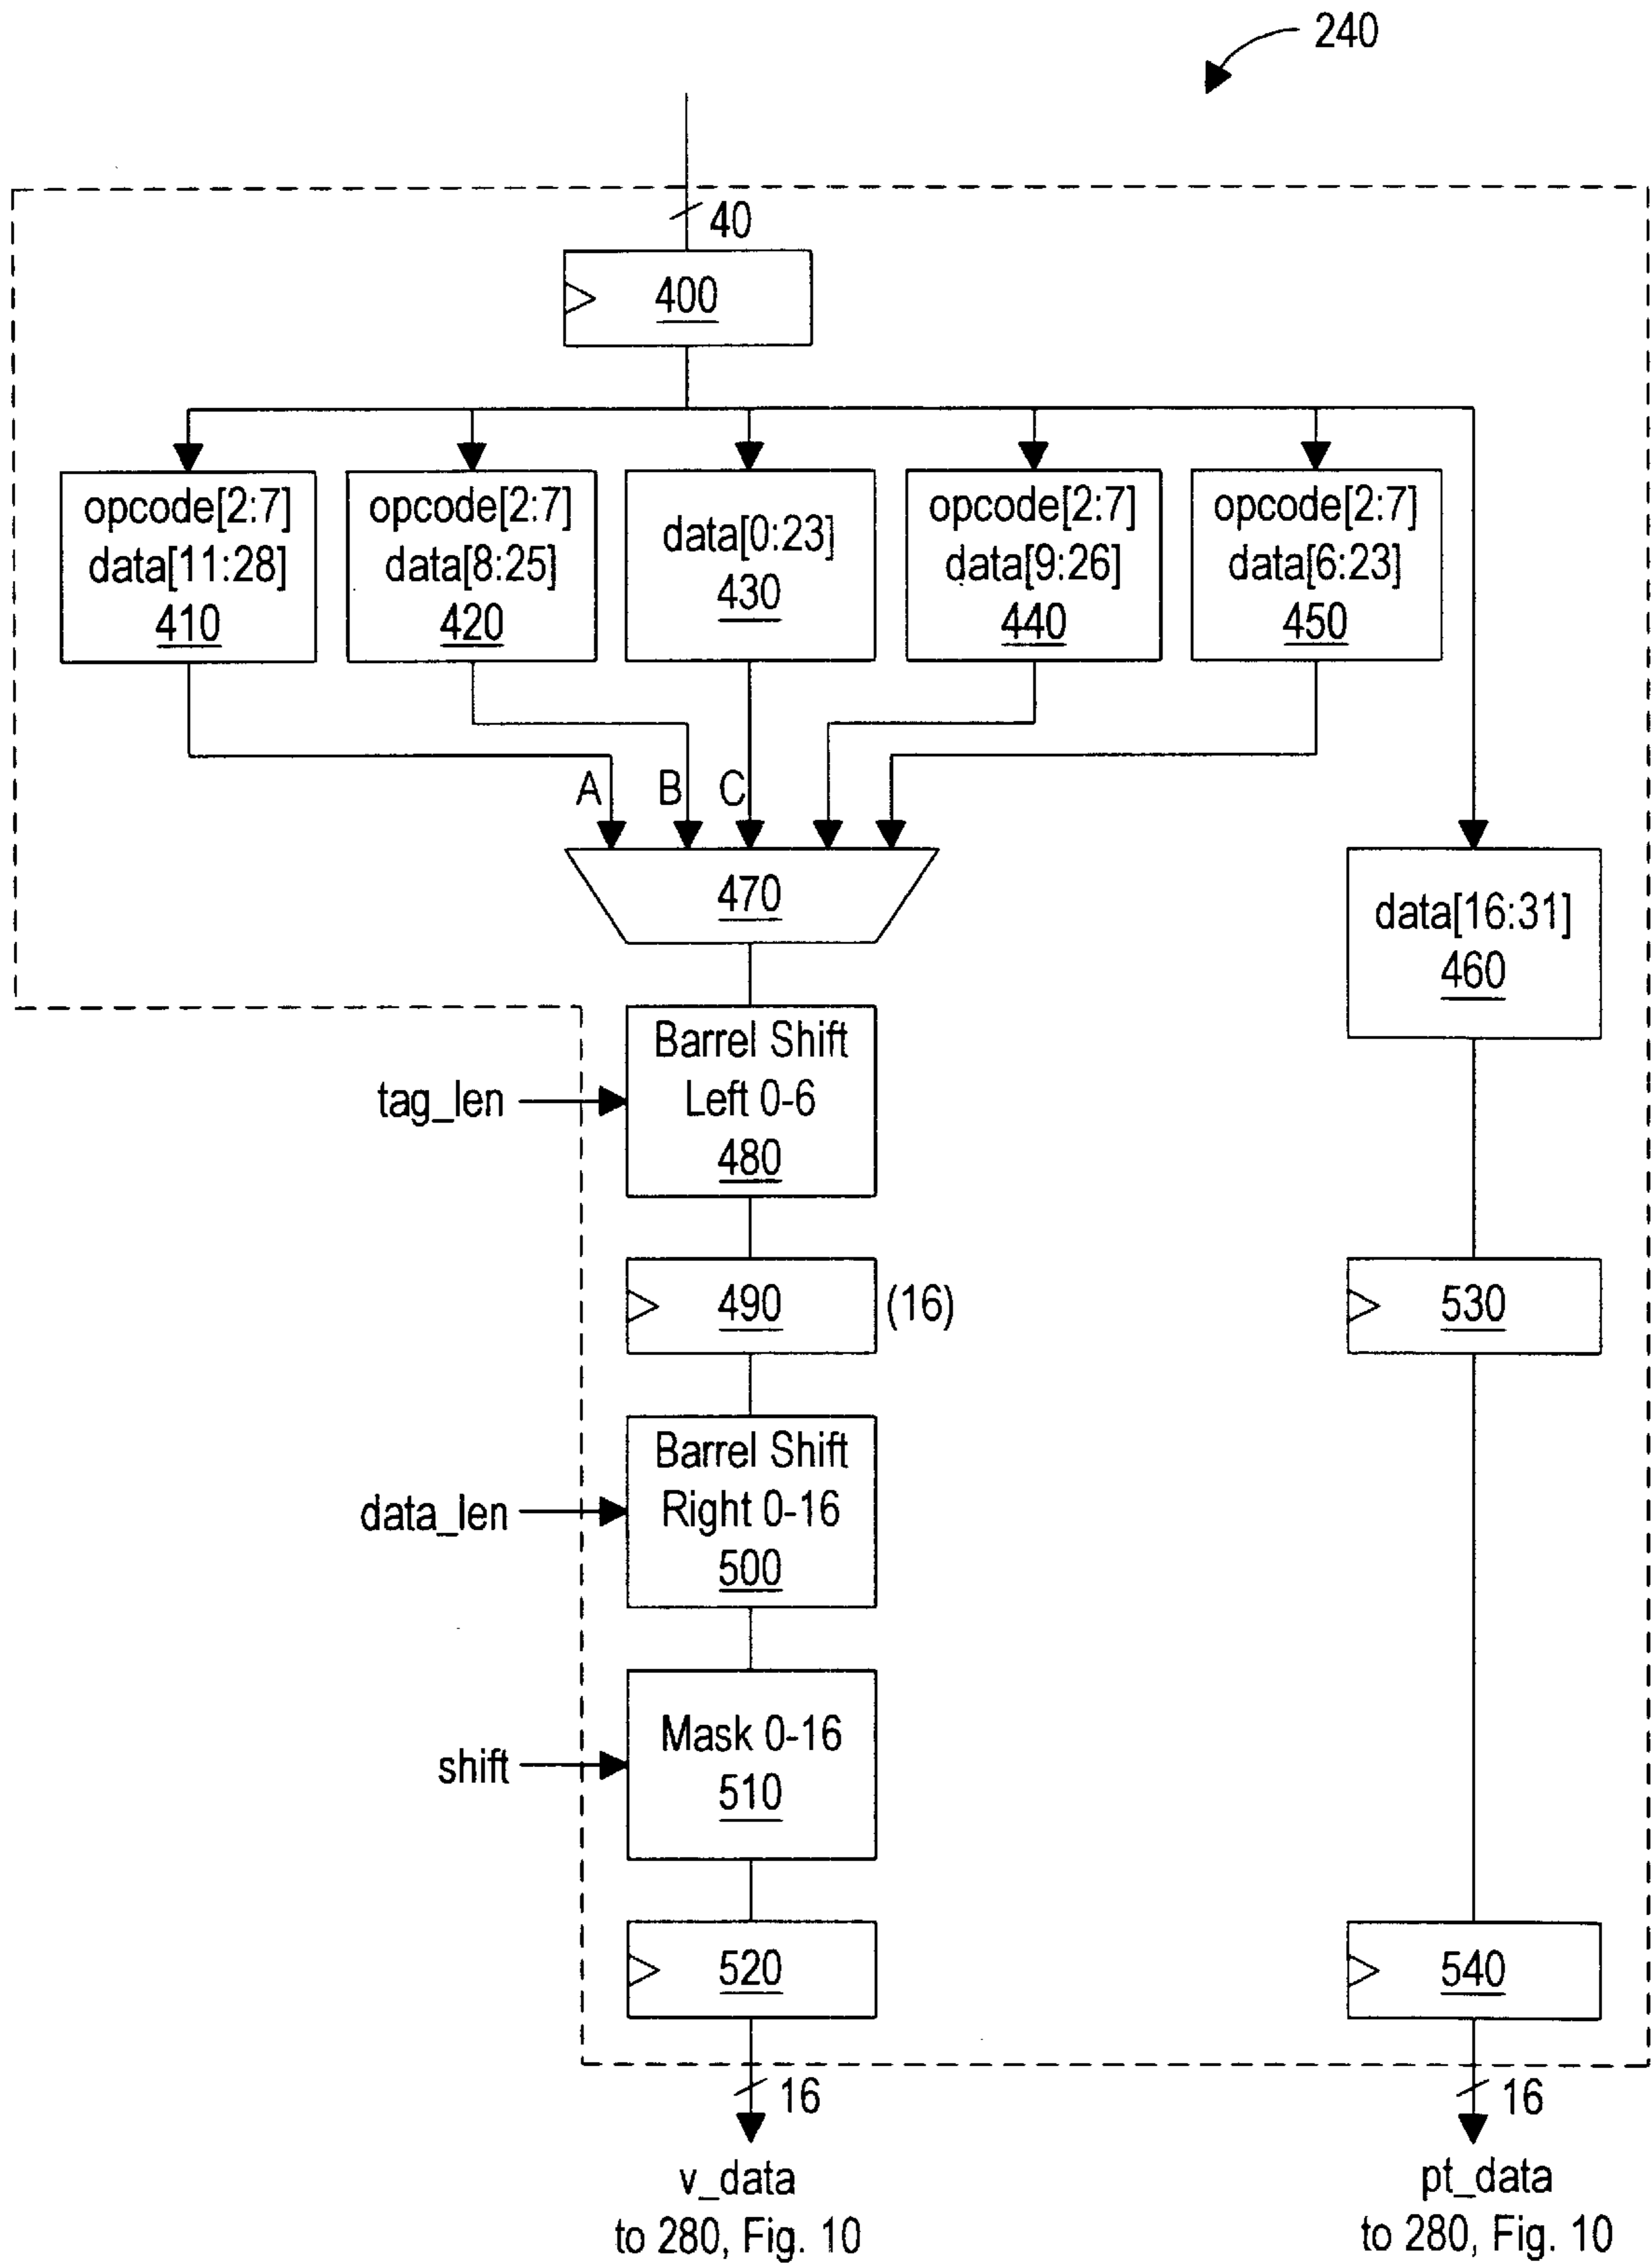 240
40
400
opcode[2:7]
data[11:28]
410
opcode[2:7]
data[8:25]
420
data[0:23]
430
opcode[2:7]
data[9:26]
440
opcode[2:7]
data[6:23]
450
A
B
C
470
data[16:31]
460
Barrel Shift
Left 0-6
480
tag_len
490
(16)
530
Barrel Shift
Right 0-16
500
data_len
Mask 0-16
510
shift
520
540
16
16
v_data
to 280, Fig. 10
pt_data
to 280, Fig. 10